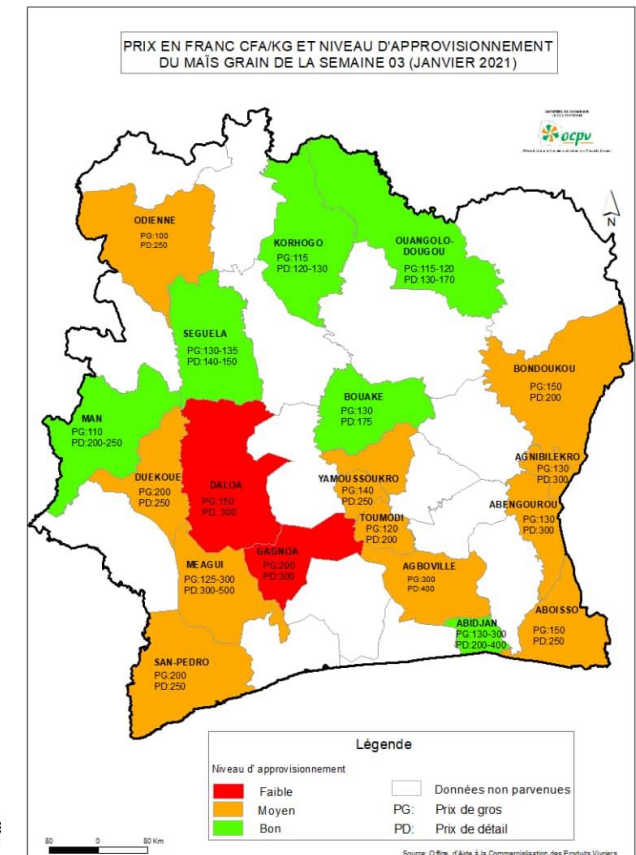 PRIX EN FRANC CFA/KG ET NIVEAU D'APPROVISIONNEMENT
DU MAÏS GRAIN DE LA SEMAINE 03 (JANVIER 2021)
ocpv
N
ODIENNE
PG:100
PD:250
KORHOGO
PG:115
PD:120-130
OUANGOLO-
DOUGOU
PG:115-120
PD:130-170
SEGUELA
PG:130-135
PD:140-150
BONDOUKOU
PG:150
PD:200
MAN
PG:110
PD:200-250
BOUAKE
PG:130
PD:175
DUEKOUE
PG:200
PD:250
DALOA
PG:150
PD:300
YAMOUSSOUKRO
PG:140
PD:250
AGNIBILEKRO
PG:130
PD:300
ABENGOUROU
PG:130
PD:300
TOUMODI
PG:120
PD:200
GAGNOA
PG:200
PD:300
MEAGUI
PG:125-300
PD:300-500
AGBOVILLE
PG:300
PD:400
ABIDJAN
PG:130-300
PD:200-400
ABOISSO
PG:150
PD:250
SAN-PEDRO
PG:200
PD:250
Légende
Niveau d'approvisionnement
Faible
Moyen
Bon
Données non parvenues
PG: Prix de gros
PD: Prix de détail
80 0 80 Km
Source: Office d'Aide à la Commercialisation des Produits Vivriers